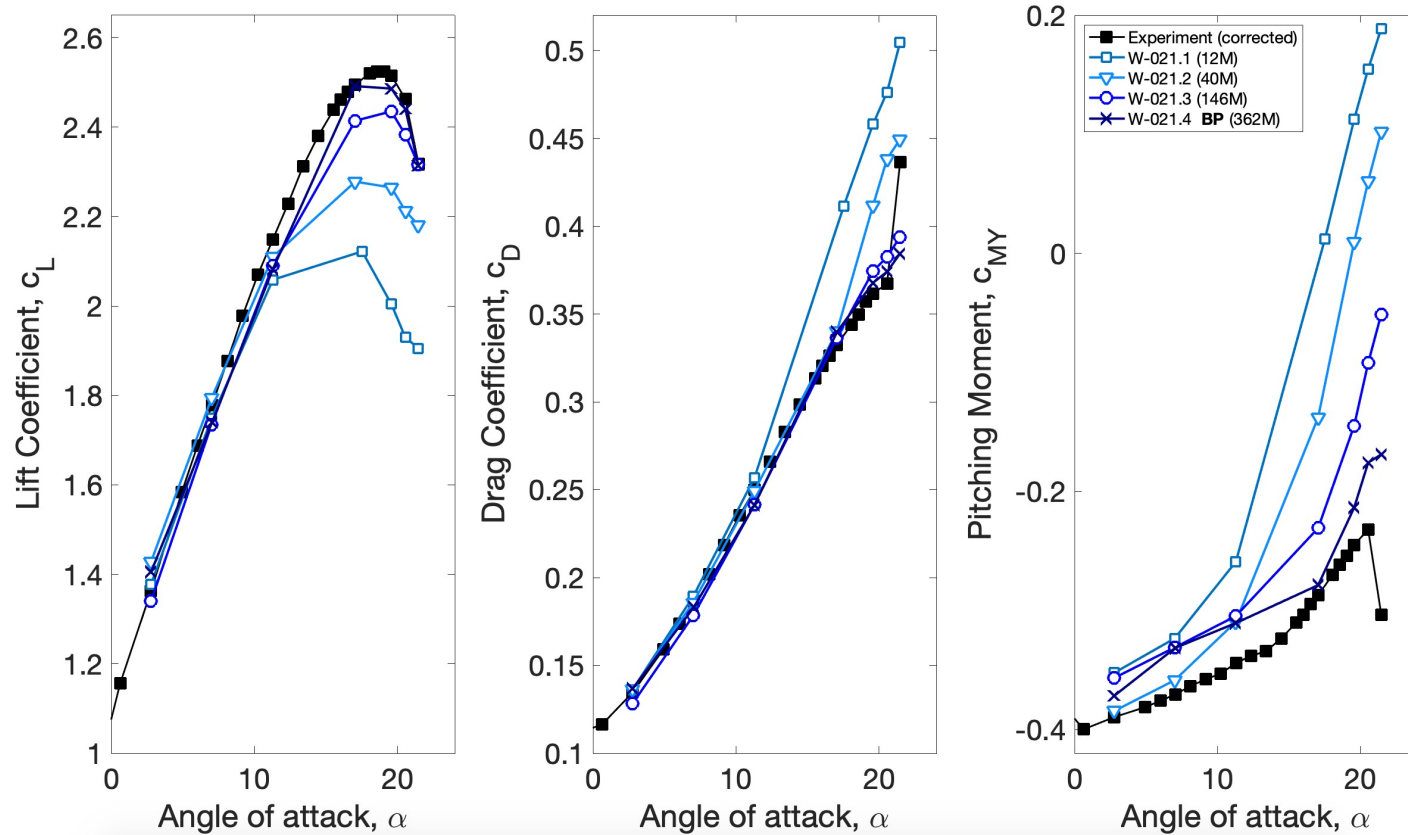 2.6
2.4
2.2
2
1.8
1.6
1.4
1.2
1
0
10
20
Lift Coefficient, c_L
Angle of attack, α
0.5
0.45
0.4
0.35
0.3
0.25
0.2
0.15
0.1
0
10
20
Drag Coefficient, c_D
Angle of attack, α
0.2
0
-0.2
-0.4
0
10
20
Pitching Moment, c_MY
Angle of attack, α
Experiment (corrected)
W-021.1 (12M)
W-021.2 (40M)
W-021.3 (146M)
W-021.4 BP (362M)